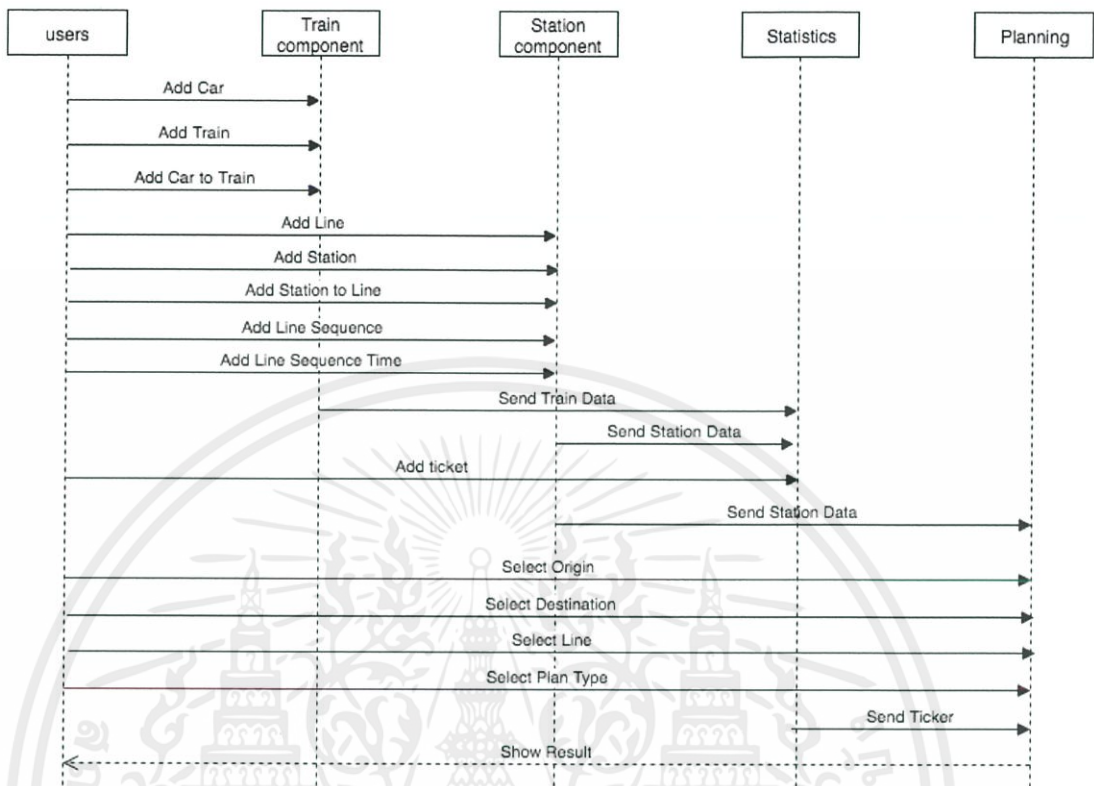 users
Train
component
Station
component
Statistics
Planning
Add Car
Add Train
Add Car to Train
Add Line
Add Station
Add Station to Line
Add Line Sequence
Add Line Sequence Time
Send Train Data
Send Station Data
Add ticket
Send Station Data
Select Origin
Select Destination
Select Line
Select Plan Type
Send Ticker
Show Result